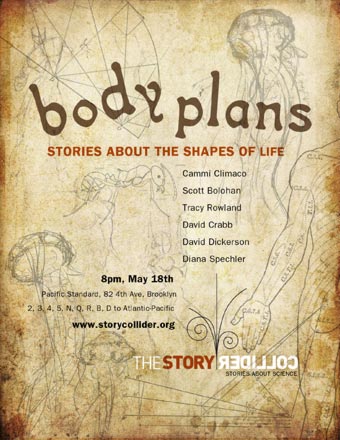 body plans
STORIES ABOUT THE SHAPES OF LIFE
Cammi Climaco
Scott Bolohan
Tracy Rowland
David Crabb
David Dickerson
Diana Spechler
8pm, May 18th
Pacific Standard, 82 4th Ave, Brooklyn
2, 3, 4, 5, N, Q, R, B, D to Atlantic-Pacific
www.storycollider.org
THE STORY COLLIDER
STORIES ABOUT SCIENCE